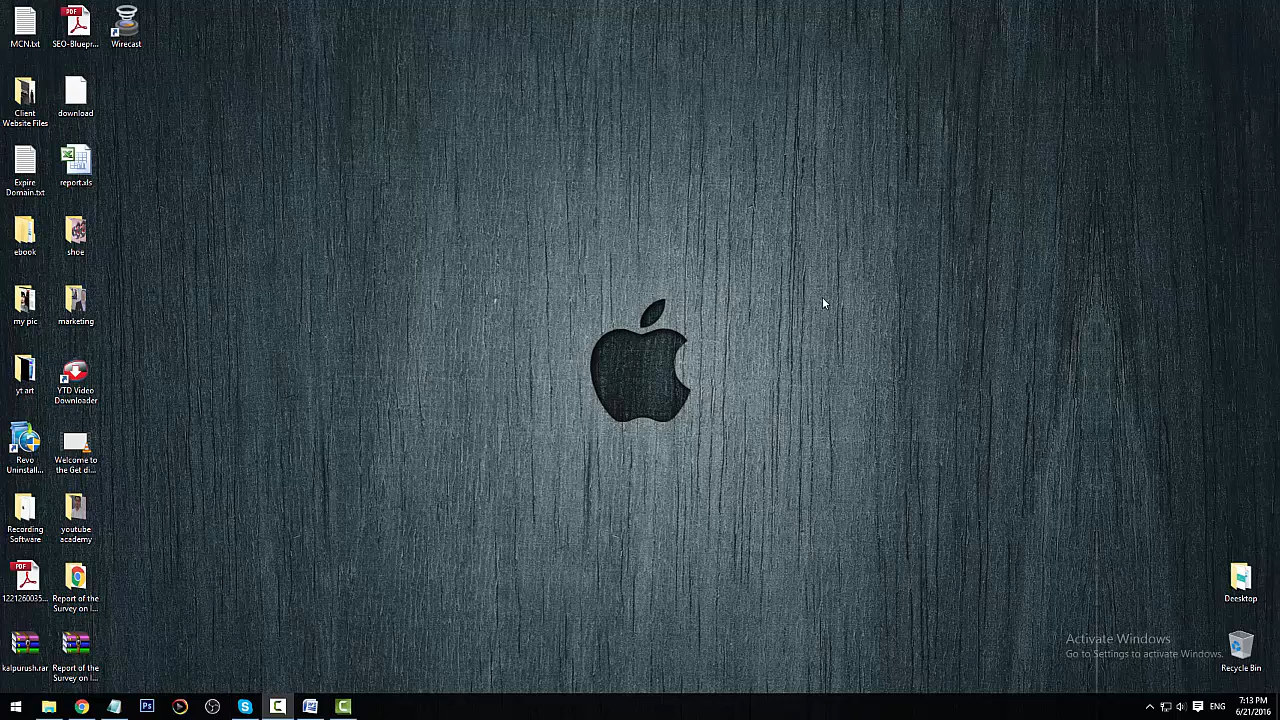 MCN.txt
SEO-Bluepr...
Wirecast
Client
Website Files
download
Expire
Domain.txt
report.xls
ebook
shoe
my pic
marketing
yt art
YTD Video
Downloader
Revo
Uninstall...
Welcome to
the Get di...
Recording
Software
youtube
academy
1221260035...
Report of the
Survey on I...
kalpurush.rar
Report of the
Survey on I...
Deesktop
Activate Windows
Go to Settings to activate Windows.
Recycle Bin
ENG
7:13 PM
6/21/2016